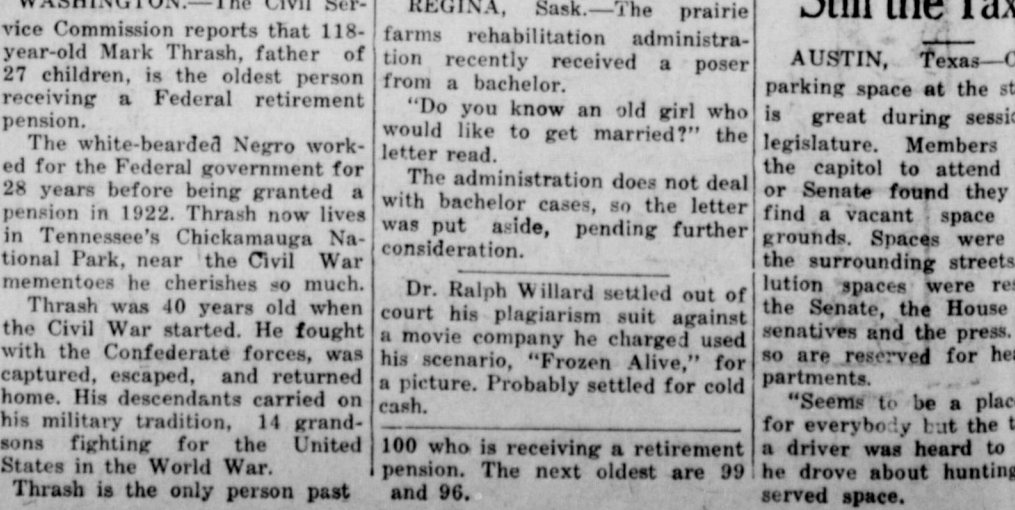 WASHINGTON.—The Civil Ser-
vice Commission reports that 118-
year-old Mark Thrash, father of
27 children, is the oldest person
receiving a Federal retirement
pension.
The white-bearded Negro work-
ed for the Federal government for
28 years before being granted a
pension in 1922. Thrash now lives
in Tennessee's Chickamauga Na-
tional Park, near the Civil War
mementoes he cherishes so much.
Thrash was 40 years old when
the Civil War started. He fought
with the Confederate forces, was
captured, escaped, and returned
home. His descendants carried on
his military tradition, 14 grand-
sons fighting for the United
States in the World War.
Thrash is the only person past
100 who is receiving a retirement
pension. The next oldest are 99
and 96.
REGINA, Sask.—The prairie
farms rehabilitation administra-
tion recently received a poser
from a bachelor.
"Do you know an old girl who
would like to get married?" the
letter read.
The administration does not deal
with bachelor cases, so the letter
was put aside, pending further
consideration.
Dr. Ralph Willard settled out of
court his plagiarism suit against
a movie company he charged used
his scenario, "Frozen Alive," for
a picture. Probably settled for cold
cash.
Still the Tax
AUSTIN, Texas—C
parking space at the st
is great during sessi
legislature. Members
the capitol to attend
or Senate found they
find a vacant space
grounds. Spaces were
the surrounding streets
lution spaces were re
the Senate, the House
senatives and the press.
so are reserved for he
partments.
"Seems to be a plac
for everybody but the t
a driver was heard to
he drove about hunting
served space.